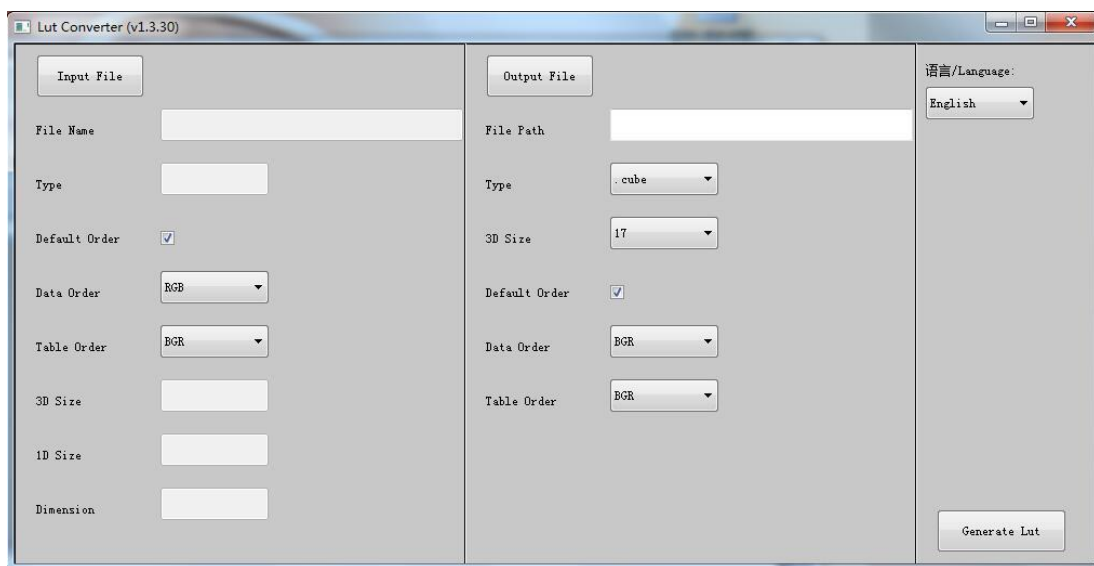 Lut Converter (v1.3.30)
Input File
File Name
Type
Default Order
Data Order
RGB
Table Order
BGR
3D Size
1D Size
Dimension
Output File
File Path
Type
.cube
3D Size
17
Default Order
Data Order
BGR
Table Order
BGR
语言/Language:
English
Generate Lut